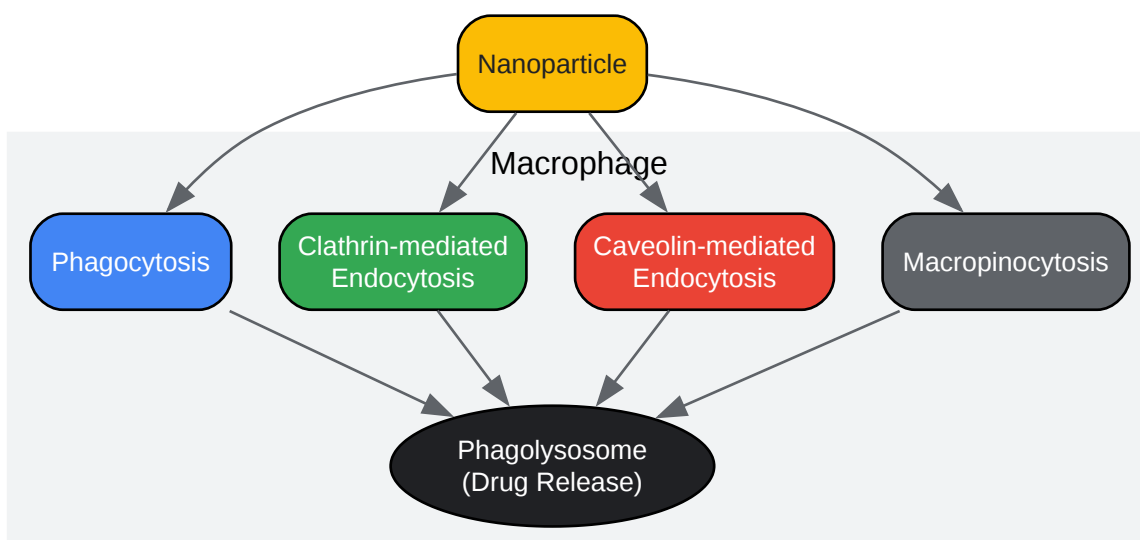 Nanoparticle
Macrophage
Phagocytosis
Clathrin-mediated
Endocytosis
Caveolin-mediated
Endocytosis
Macropinocytosis
Phagolysosome
(Drug Release)